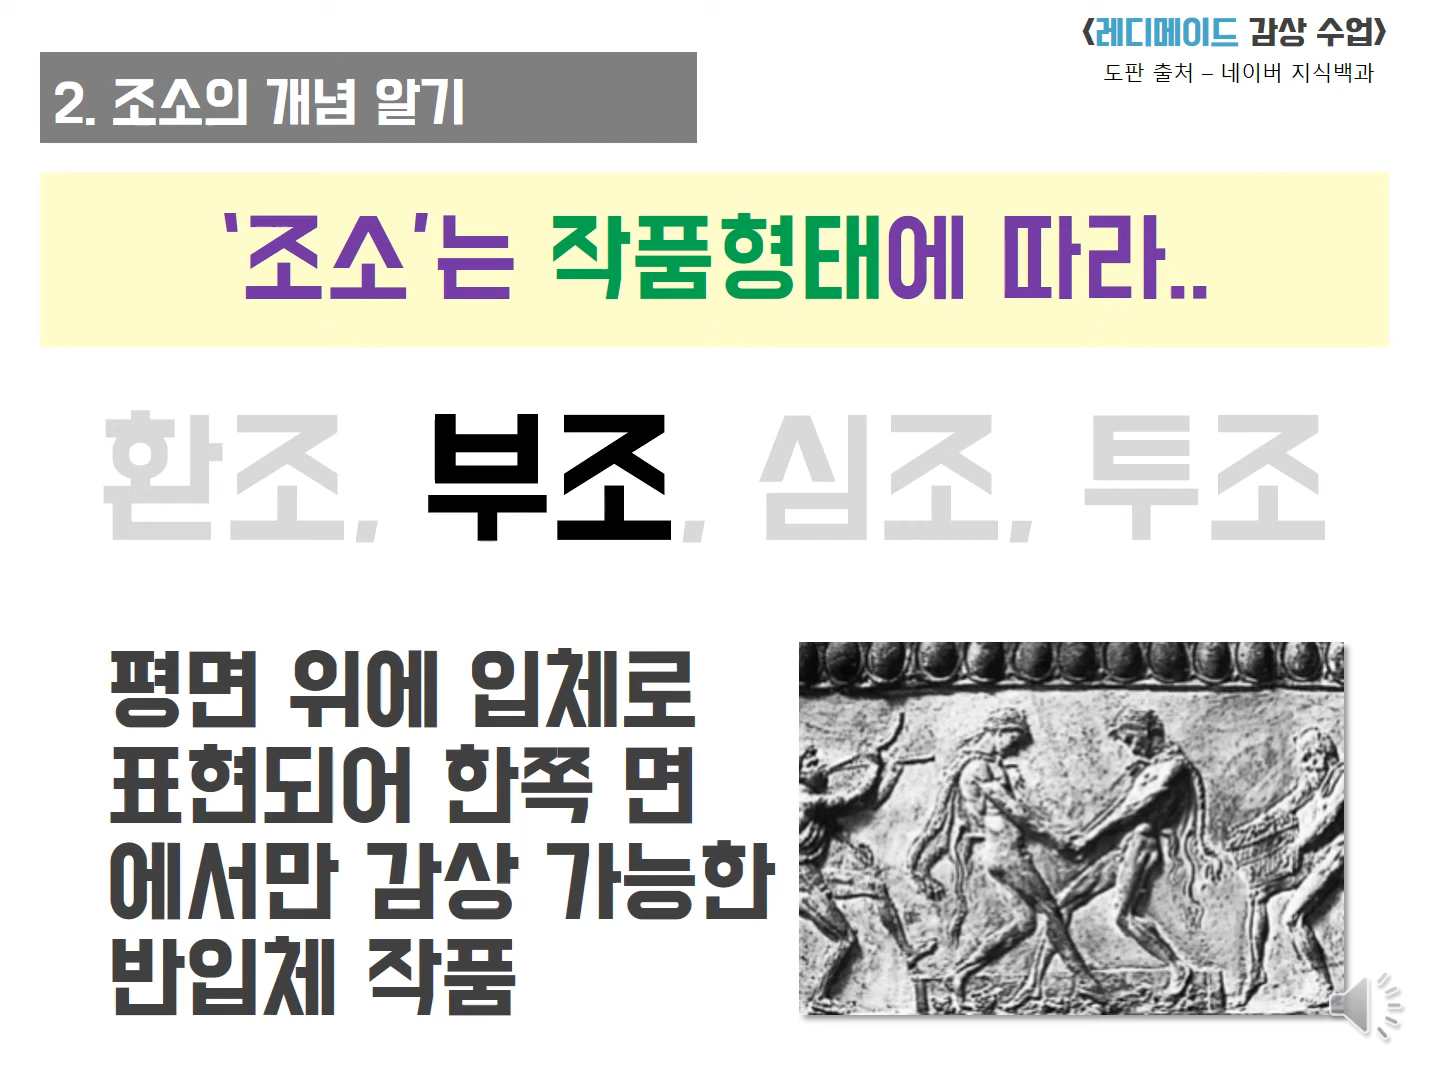 <레디메이드 감상 수업>
도판 출처 – 네이버 지식백과
2. 조소의 개념 알기
‘조소’는 작품형태에 따라..
환조, 부조, 심조, 투조
평면 위에 입체로
표현되어 한쪽 면
에서만 감상 가능한
반입체 작품